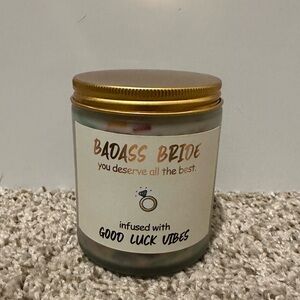 BADASS BRIDE
you deserve all the best.
infused with
GOOD LUCK VIBES